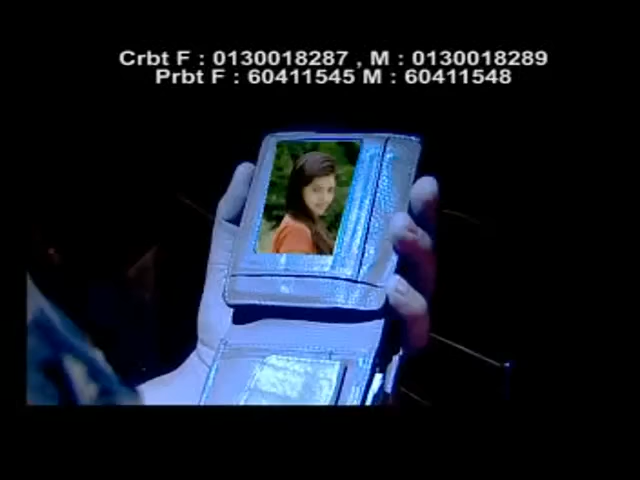 Crbt F : 0130018287 , M : 0130018289
Prbt F : 60411545 M : 60411548